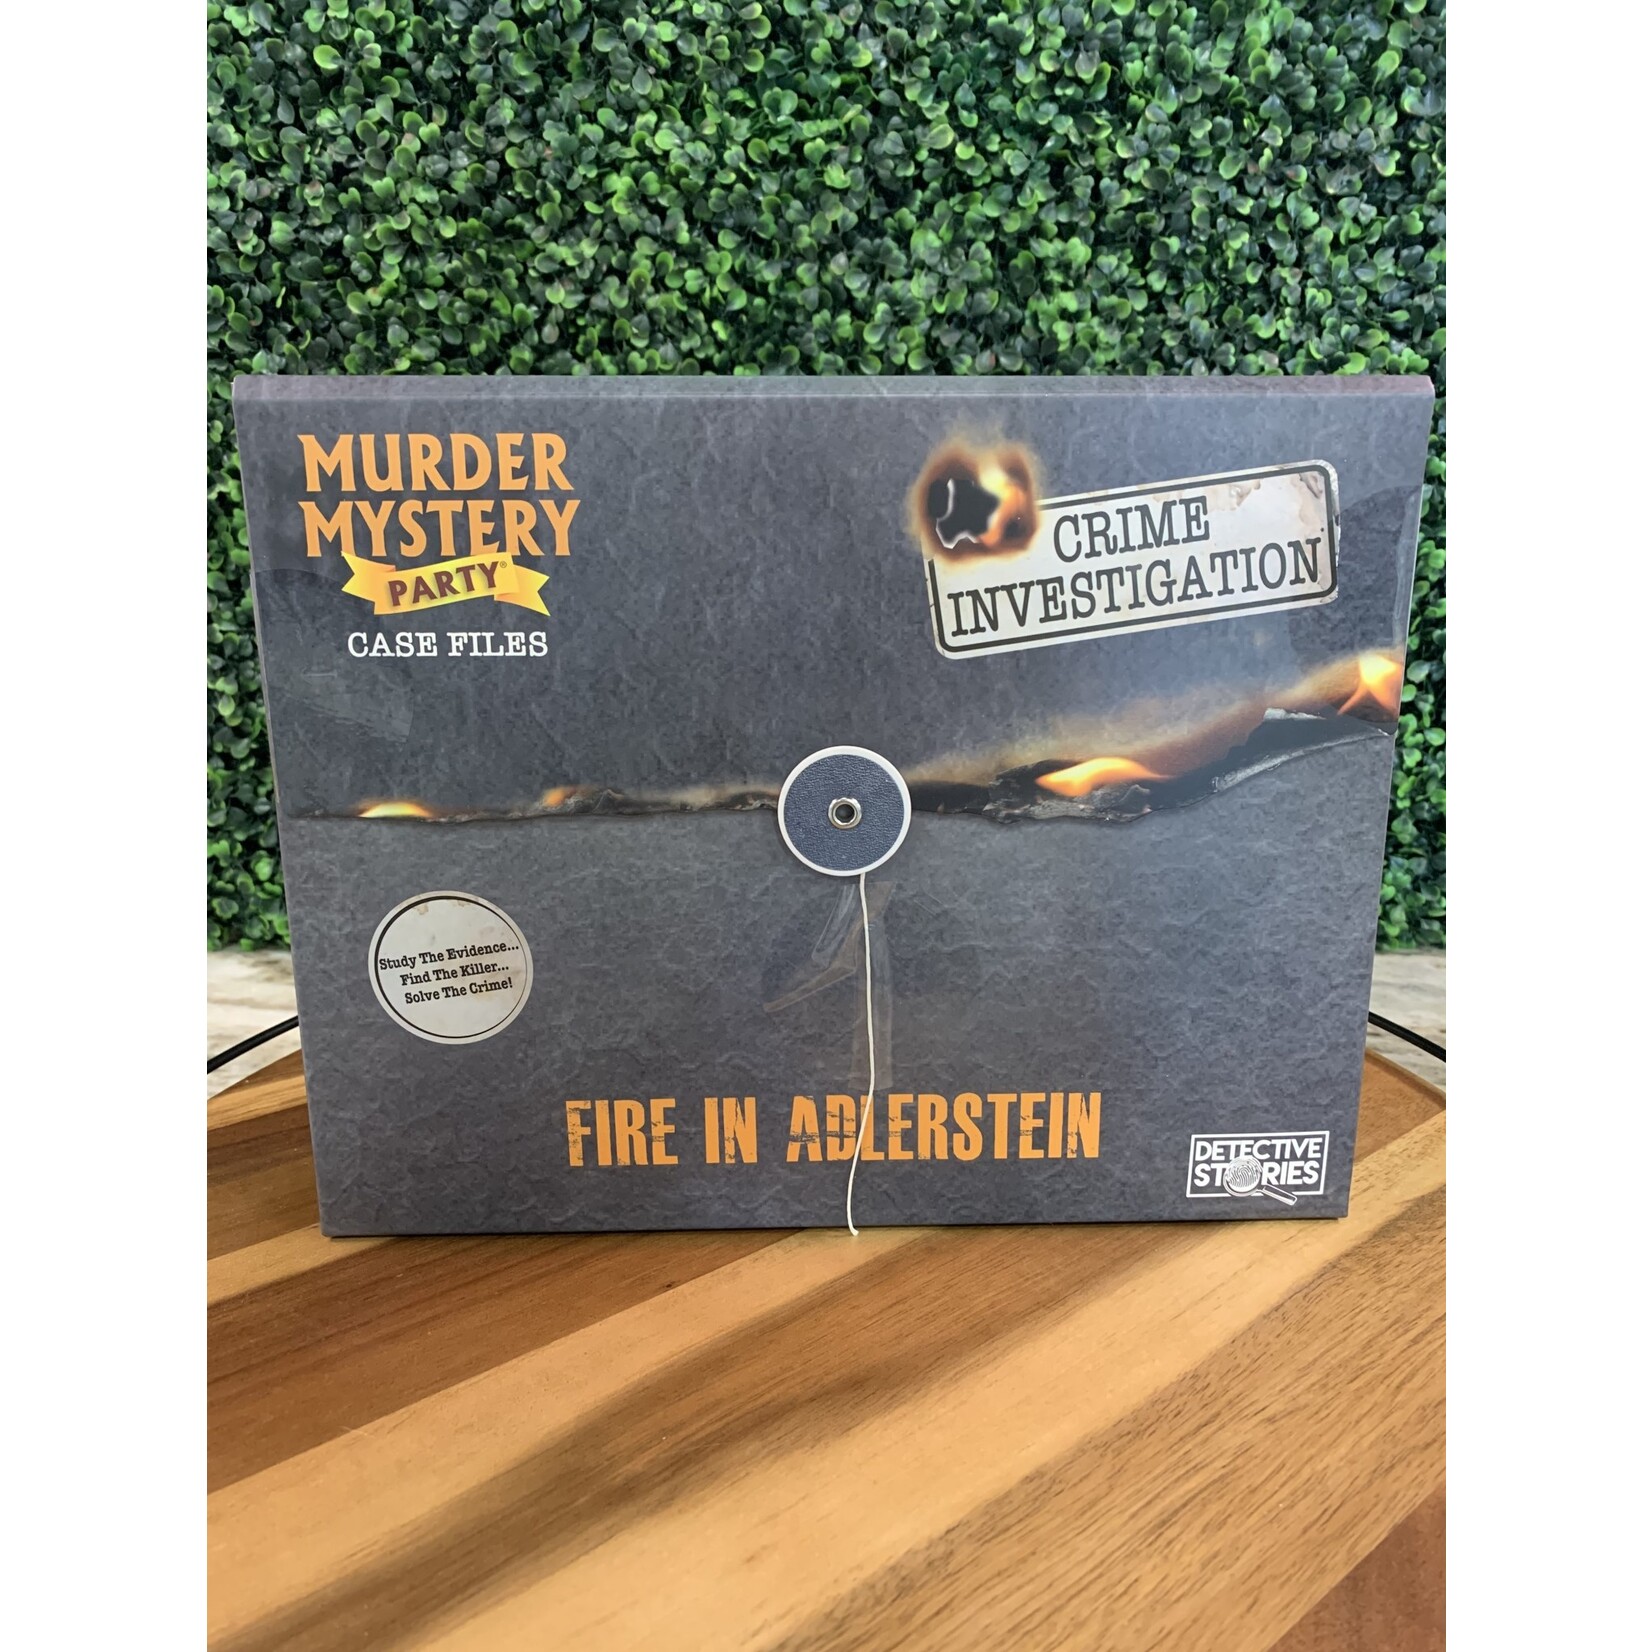 MURDER
MYSTERY
PARTY®
CASE FILES
CRIME
INVESTIGATION
Study The Evidence...
Find The Killer...
Solve The Crime!
FIRE IN ADLERSTEIN
DETECTIVE
STORIES